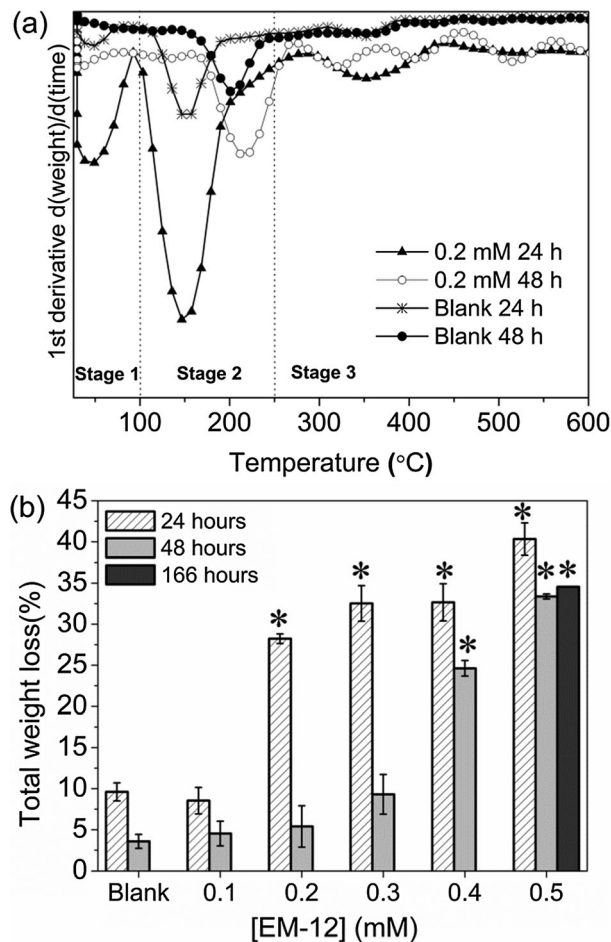 (a)
1st derivative d(weight)/d(time)
0.2 mM 24 h
0.2 mM 48 h
Blank 24 h
Blank 48 h
Stage 1
Stage 2
Stage 3
100 200 300 400 500 600
Temperature (°C)
(b)
45
40
35
30
25
20
15
10
5
0
Total weight loss(%)
24 hours
48 hours
166 hours
* * * * * * *
Blank 0.1 0.2 0.3 0.4 0.5
[EM-12] (mM)